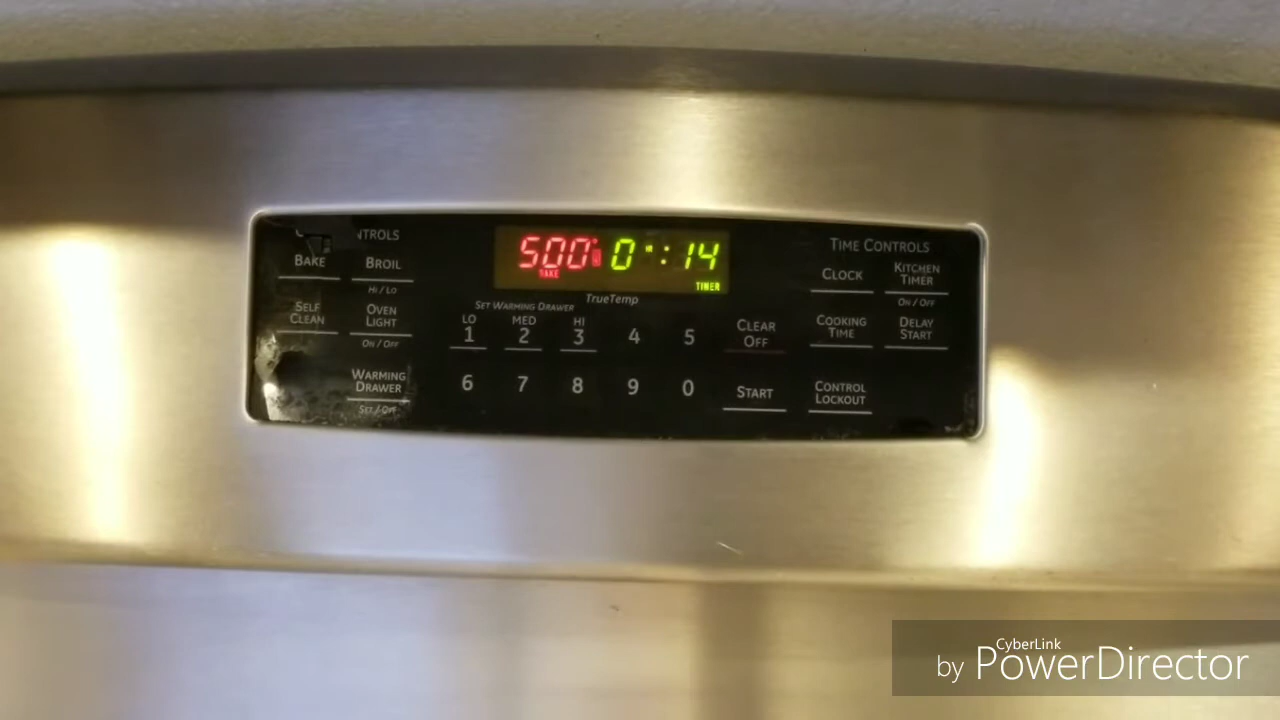 NTROLS
BAKE
BROIL
HI / LO
SELF
CLEAN
OVEN
LIGHT
ON / OFF
WARMING
DRAWER
SET / OFF
500° 0 : 14
BAKE
TIMER
TrueTemp
SET WARMING DRAWER
LO MED HI
1 2 3 4 5
6 7 8 9 0
CLEAR
OFF
START
TIME CONTROLS
CLOCK
KITCHEN
TIMER
ON / OFF
COOKING
TIME
DELAY
START
CONTROL
LOCKOUT
CyberLink
by PowerDirector